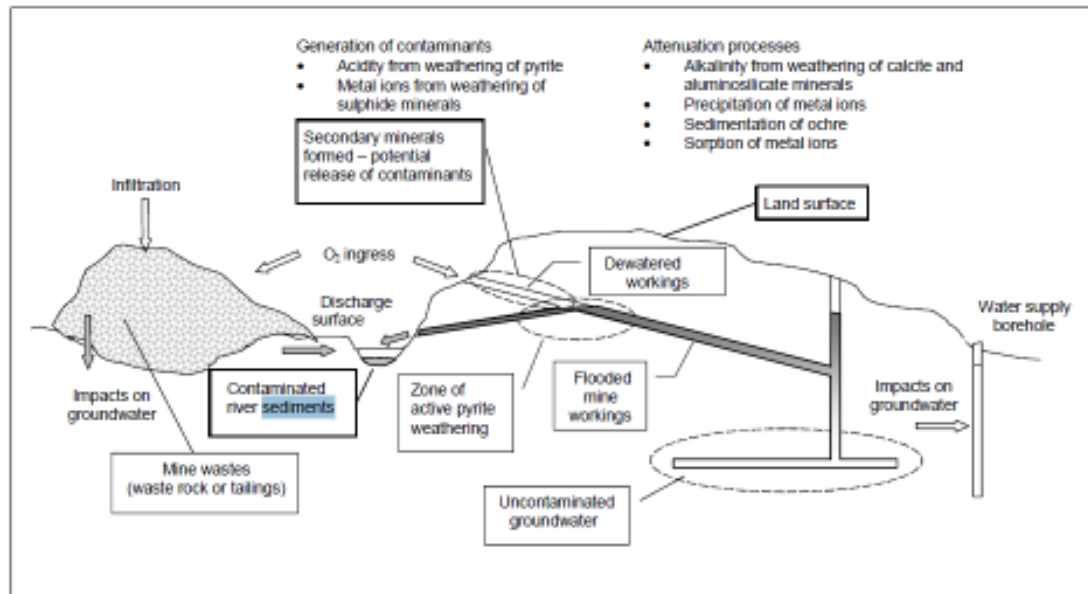 Generation of contaminants
• Acidity from weathering of pyrite
• Metal ions from weathering of
sulphide minerals
Attenuation processes
• Alkalinity from weathering of calcite and
aluminosilicate minerals
• Precipitation of metal ions
• Sedimentation of ochre
• Sorption of metal ions
Secondary minerals
formed – potential
release of contaminants
Infiltration
Land surface
O₂ ingress
Dewatered
workings
Discharge
surface
Water supply
borehole
Contaminated
river sediments
Zone of
active pyrite
weathering
Flooded
mine
workings
Impacts on
groundwater
Impacts on
groundwater
Mine wastes
(waste rock or tailings)
Uncontaminated
groundwater